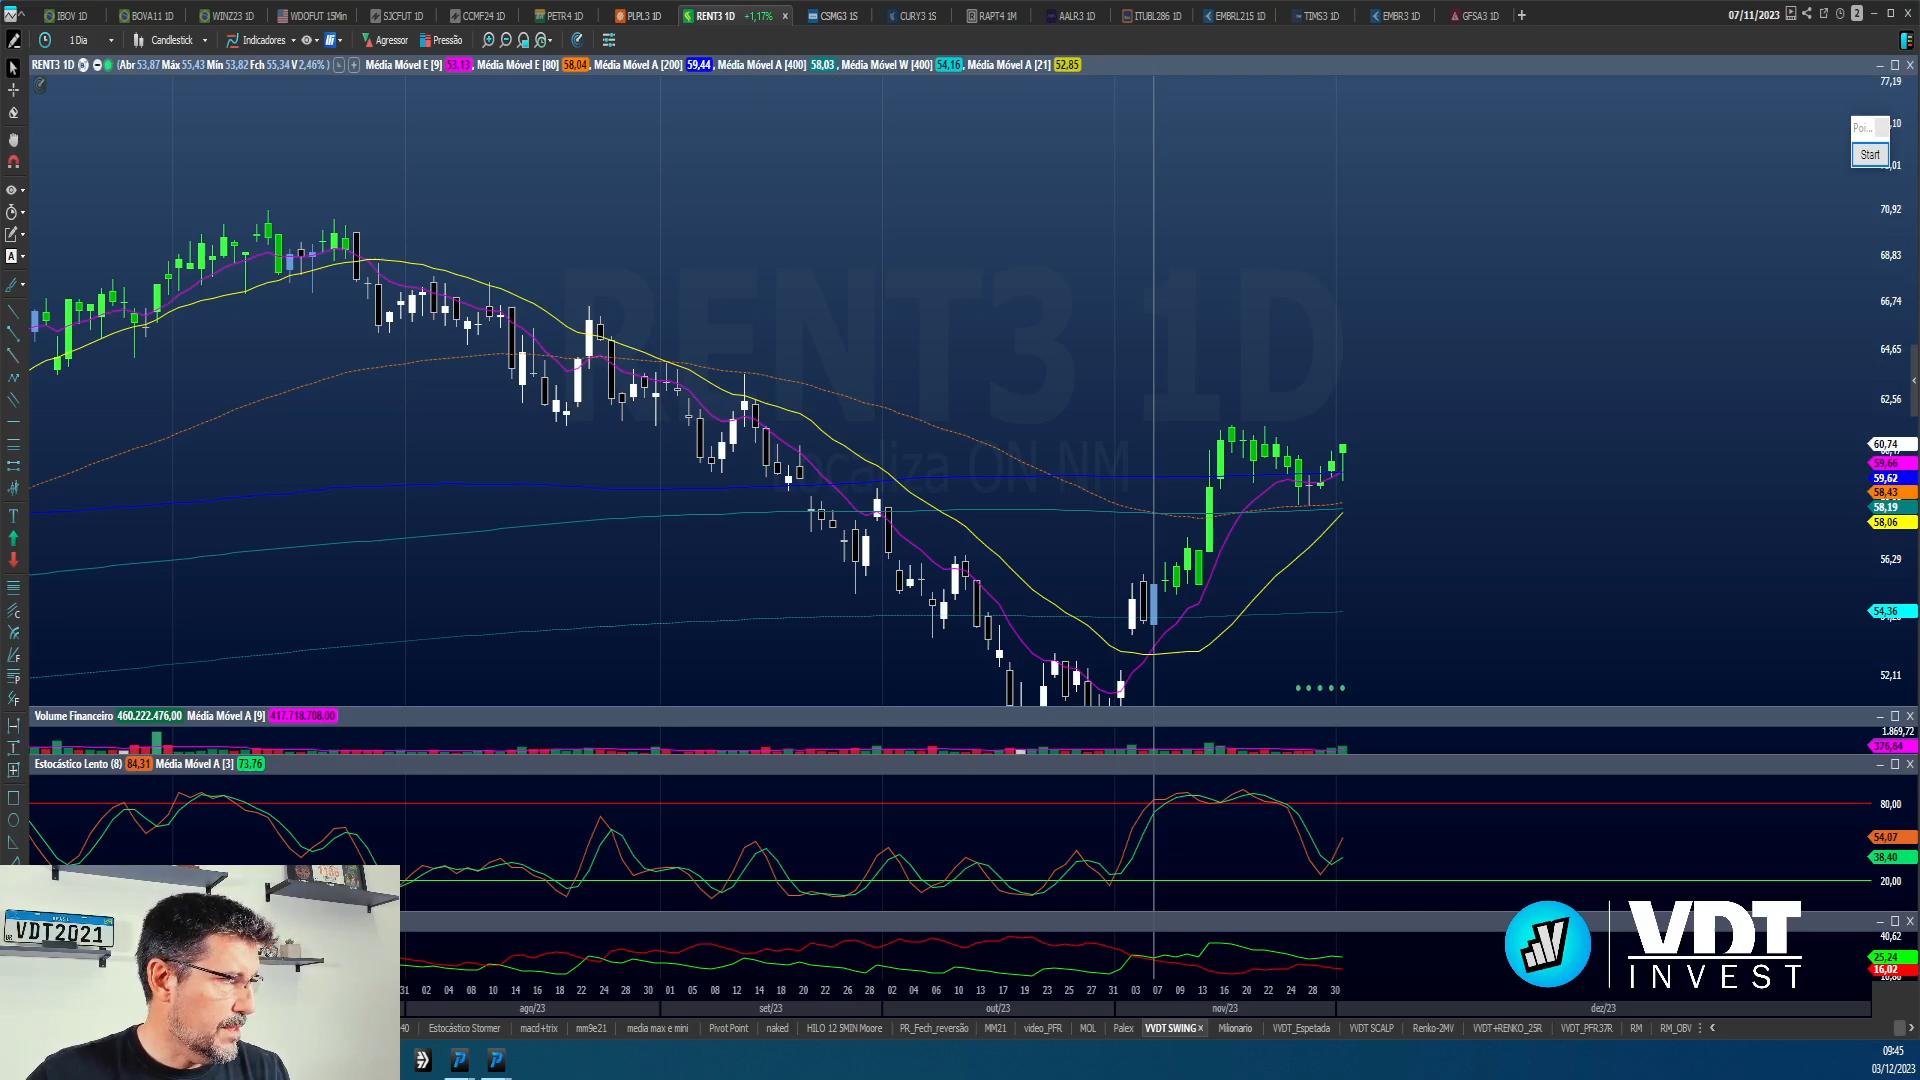 IBOV 1D
BOVA11 1D
WINZ23 1D
WDOFUT 15Min
SJCFUT 1D
CCMF24 1D
PETR4 1D
PLPL3 1D
RENT3 1D +1,17% ×
CSMG3 1S
CURY3 1S
RAPT4 1M
AALR3 1D
ITUBL286 1D
EMBRL215 1D
TIMS3 1D
EMBR3 1D
GFSA3 1D
+
07/11/2023
2
1 Dia
Candlestick
Indicadores
Agressor
Pressão
RENT3 1D (Abr 53,87 Máx 55,43 Mín 53,82 Fch 55,34 V 2,46% )
Média Móvel E [9] 53,13 , Média Móvel E [80] 58,04 , Média Móvel A [200] 59,44 , Média Móvel A [400] 58,03 , Média Móvel W [400] 54,16 , Média Móvel A [21] 52,85
77,19
Poi...
,10
Start
,01
70,92
68,83
66,74
64,65
62,56
RENT3 1D
Localiza ON NM
60,74
59,66
59,62
58,43
58,19
58,06
56,29
54,36
52,11
Volume Financeiro 460.222.476,00 Média Móvel A [9] 417.718.708,00
1.869,72
376,64
Estocástico Lento (8) 84,31 Média Móvel A [3] 73,76
80,00
54,07
38,40
20,00
40,62
25,24
16,02
VDT2021
VDT
INVEST
31 02 04 08 10 14 16 18 22 24 28 30 01 05 08 12 14 18 20 22 26 28 02 04 06 10 13 17 19 23 25 27 31 03 07 09 13 16 20 22 24 28 30
ago/23
set/23
out/23
nov/23
dez/23
40
Estocástico Stormer
macd+trix
mm9e21
media max e mini
Pivot Point
naked
HILO 12 5MIN Moore
PR_Fech_reversão
MM21
video_PFR
MOL
Palex
VVDT SWING ×
Milionario
VVDT_Espetada
VVDT SCALP
Renko-2MV
VVDT+RENKO_25R
VVDT_PFR37R
RM
RM_OBV
09:45
03/12/2023